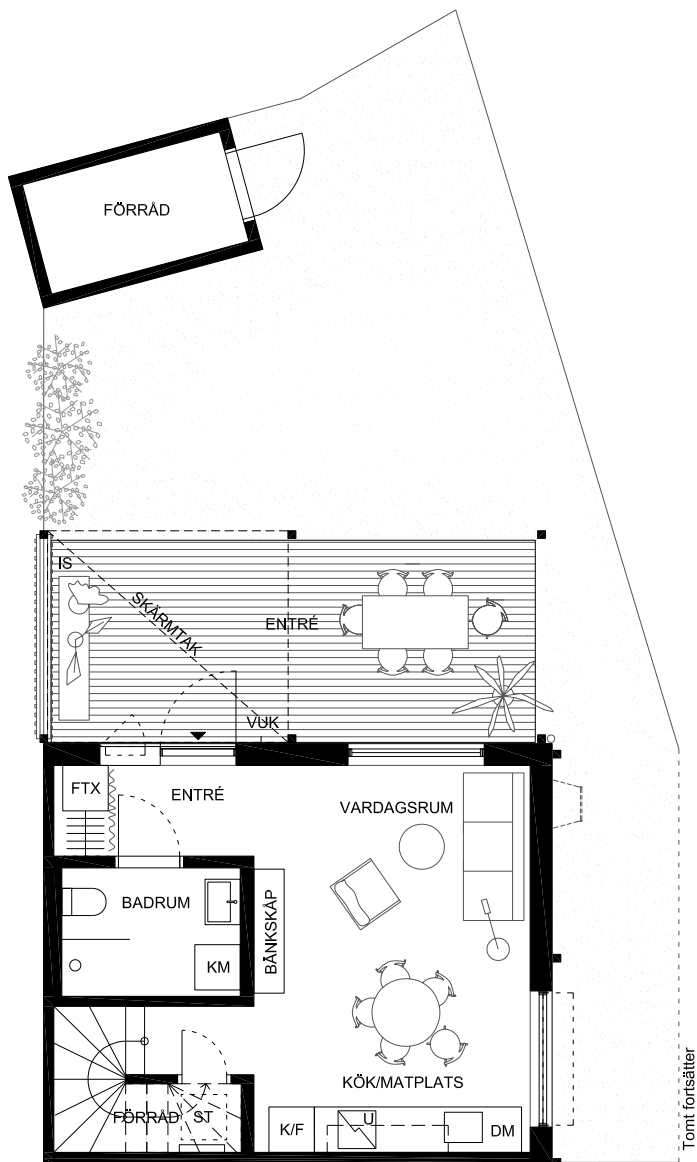 FÖRRÅD
IS
SKÄRMTAK
ENTRÉ
VUK
FTX
ENTRÉ
VARDAGSRUM
BADRUM
BÄNKSKÅP
KM
KÖK/MATPLATS
FÖRRÅD
ST
K/F
U
DM
Tomt fortsätter